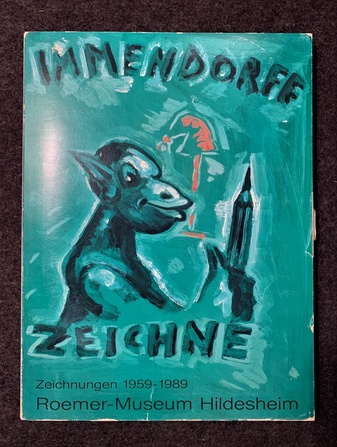 IMMENDORFF
ZEICHNE
Zeichnungen 1959-1989
Roemer-Museum Hildesheim